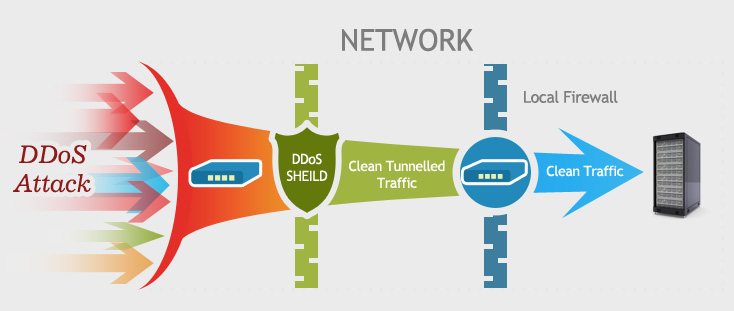 NETWORK
Local Firewall
DDoS
Attack
DDoS
SHEILD
Clean Tunnelled
Traffic
Clean Traffic